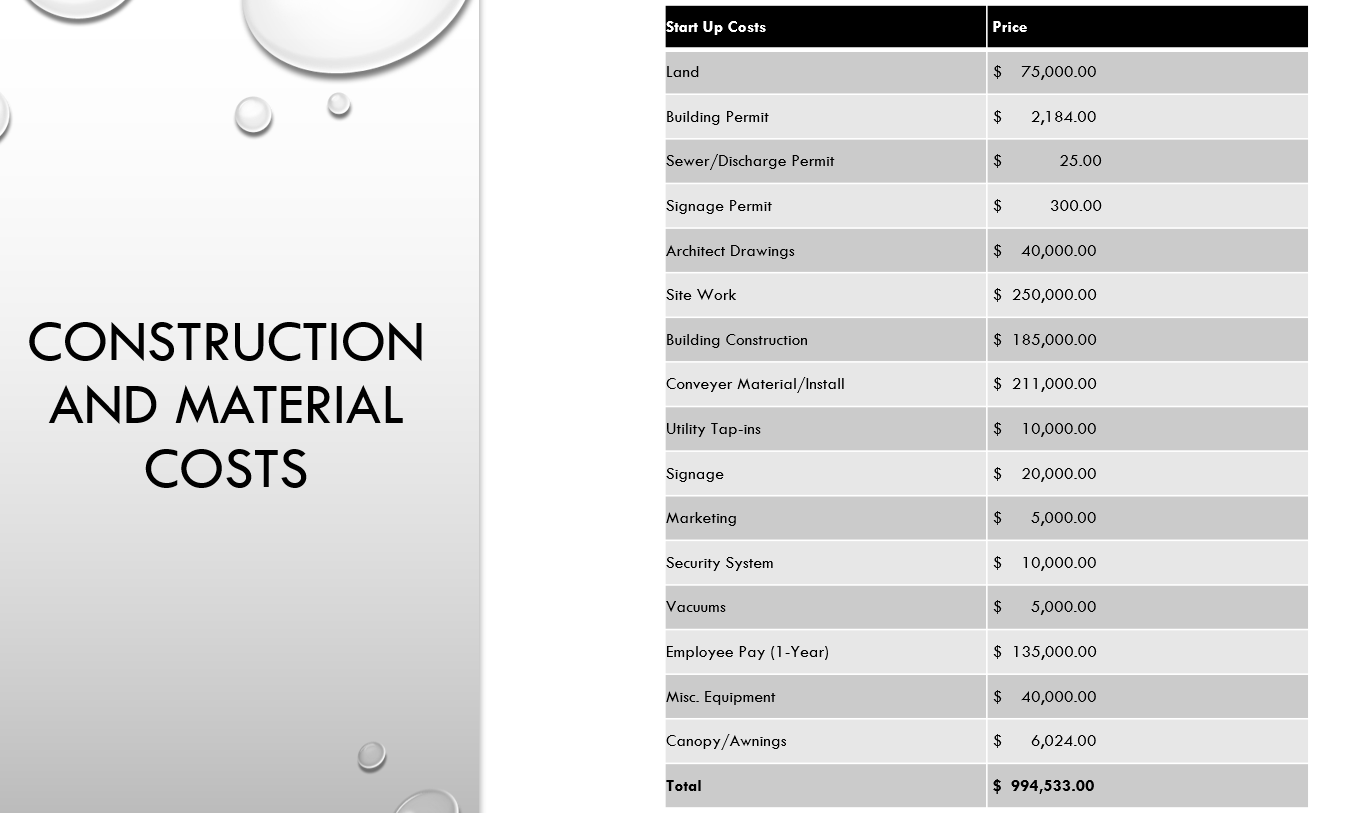 CONSTRUCTION
AND MATERIAL
COSTS
Start Up Costs Price
Land $ 75,000.00
Building Permit $ 2,184.00
Sewer/Discharge Permit $ 25.00
Signage Permit $ 300.00
Architect Drawings $ 40,000.00
Site Work $ 250,000.00
Building Construction $ 185,000.00
Conveyer Material/Install $ 211,000.00
Utility Tap-ins $ 10,000.00
Signage $ 20,000.00
Marketing $ 5,000.00
Security System $ 10,000.00
Vacuums $ 5,000.00
Employee Pay (1-Year) $ 135,000.00
Misc. Equipment $ 40,000.00
Canopy/Awnings $ 6,024.00
Total $ 994,533.00